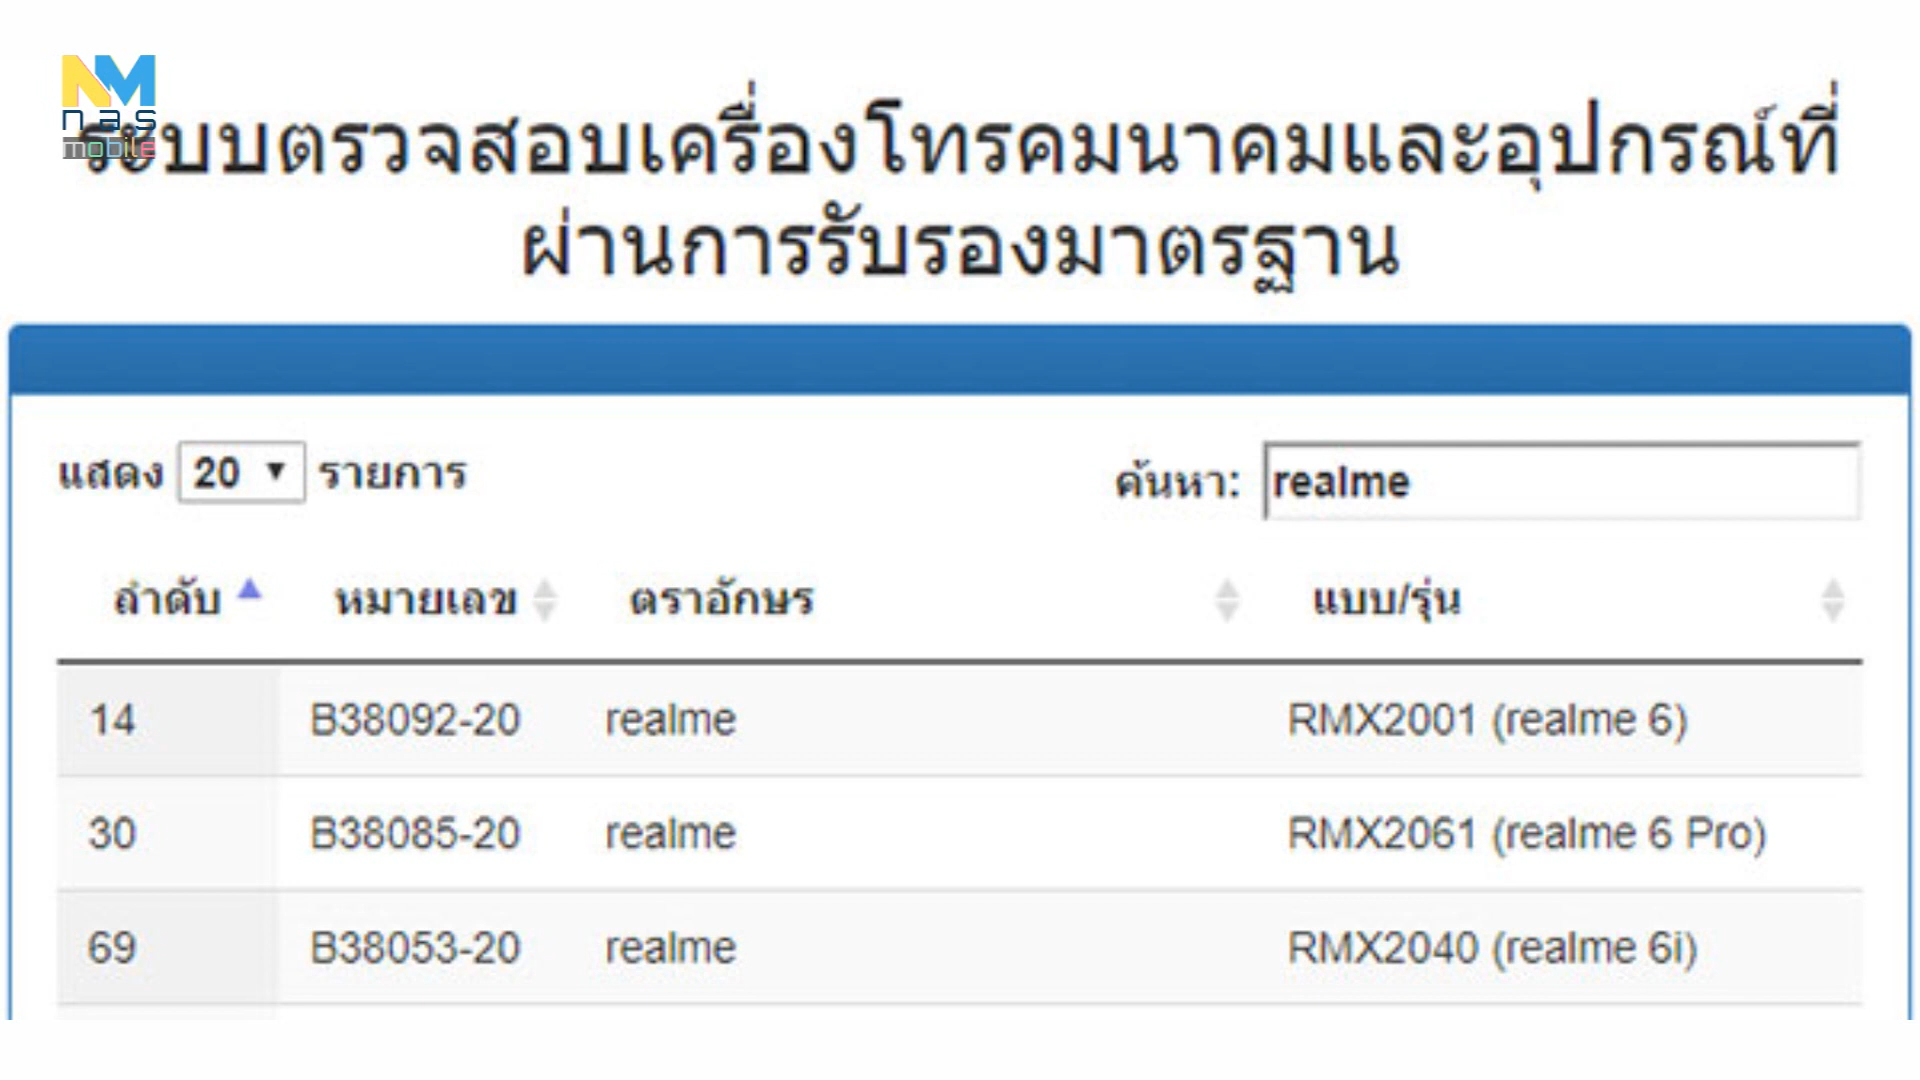 NM
nas
mobile
ระบบตรวจสอบเครื่องโทรคมนาคมและอุปกรณ์ที่
ผ่านการรับรองมาตรฐาน
แสดง 20 รายการ
ค้นหา: realme
ลำดับ หมายเลข ตราอักษร แบบ/รุ่น
14 B38092-20 realme RMX2001 (realme 6)
30 B38085-20 realme RMX2061 (realme 6 Pro)
69 B38053-20 realme RMX2040 (realme 6i)